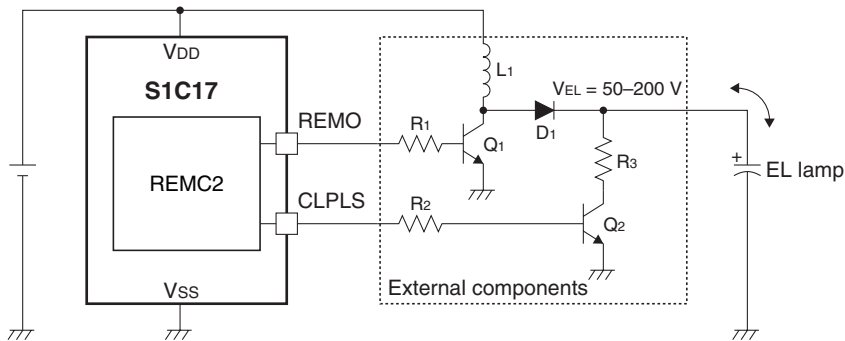 VDD
S1C17
REMC2
REMO
CLPLS
VSS
R1
R2
L1
Q1
D1
VEL = 50–200 V
R3
Q2
External components
+
EL lamp